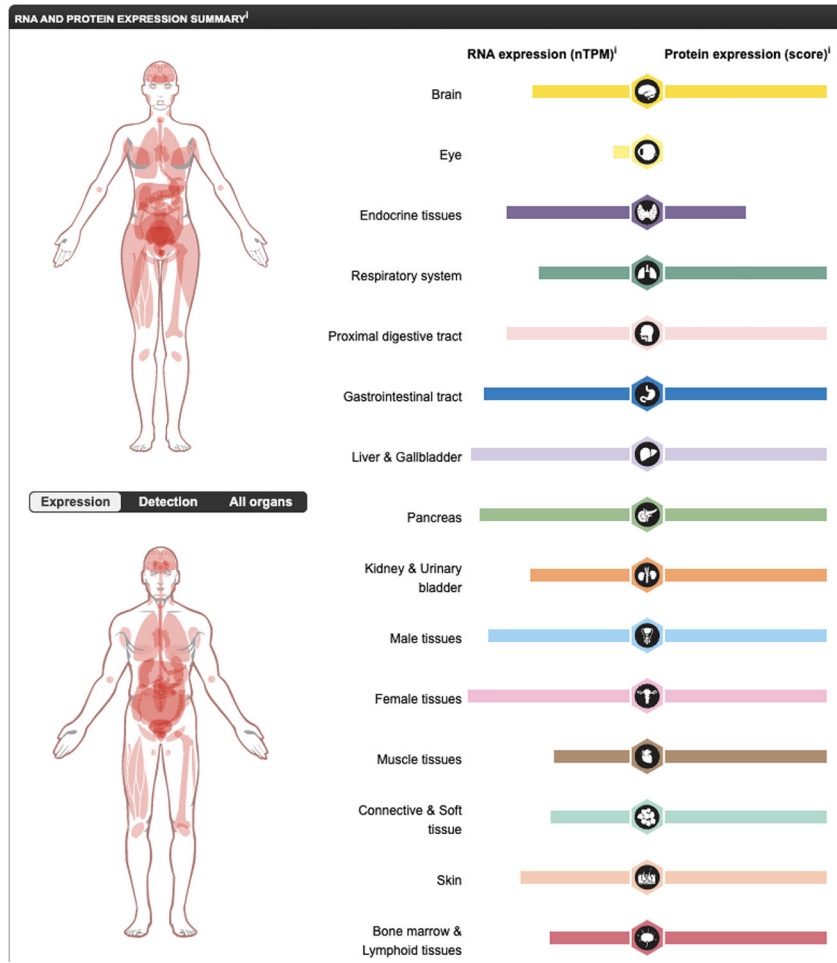 RNA AND PROTEIN EXPRESSION SUMMARYi
RNA expression (nTPM)i
Protein expression (score)i
Brain
Eye
Endocrine tissues
Respiratory system
Proximal digestive tract
Gastrointestinal tract
Liver & Gallbladder
Expression
Detection
All organs
Pancreas
Kidney & Urinary
bladder
Male tissues
Female tissues
Muscle tissues
Connective & Soft
tissue
Skin
Bone marrow &
Lymphoid tissues